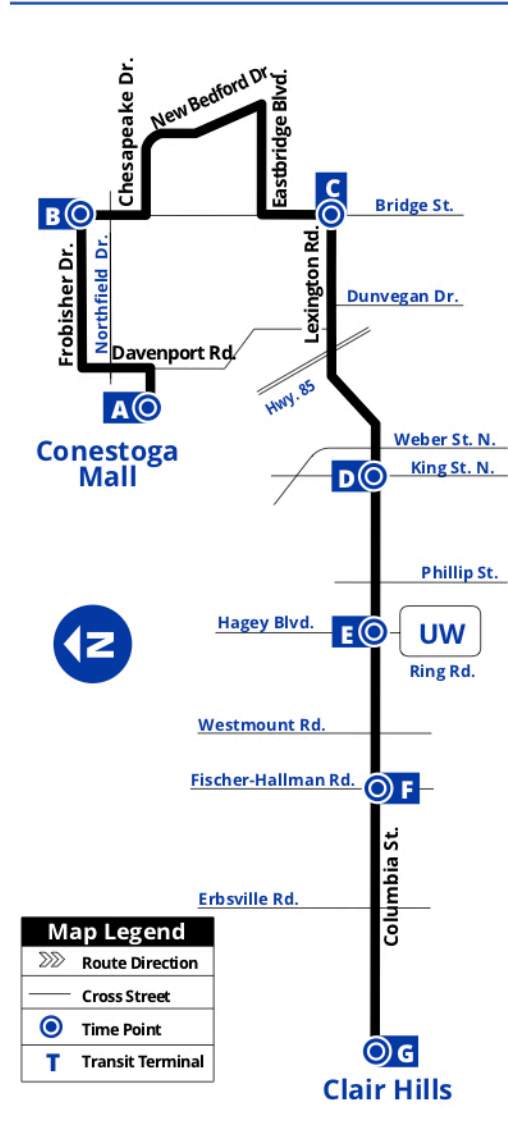 Chesapeake Dr.
New Bedford Dr.
Eastbridge Blvd.
B
C
Bridge St.
Frobisher Dr.
Northfield Dr.
Lexington Rd.
Dunvegan Dr.
Davenport Rd.
Hwy. 85
A
Conestoga
Mall
Weber St. N.
D
King St. N.
Phillip St.
N
Hagey Blvd.
E
UW
Ring Rd.
Westmount Rd.
Fischer-Hallman Rd.
F
Columbia St.
Erbsville Rd.
Map Legend
Route Direction
Cross Street
Time Point
T Transit Terminal
G
Clair Hills